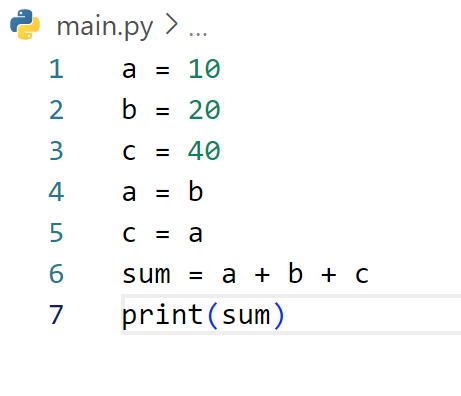 main.py > ...
1 a = 10
2 b = 20
3 c = 40
4 a = b
5 c = a
6 sum = a + b + c
7 print(sum)